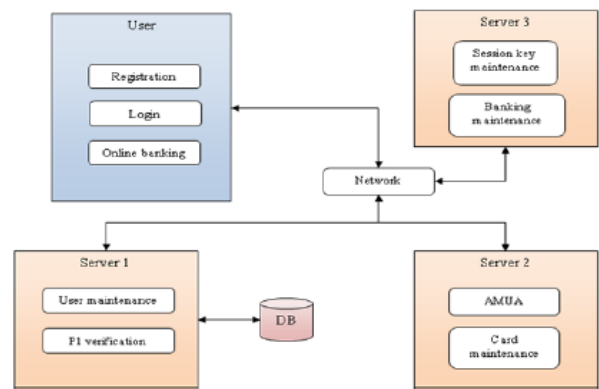 User
Registration
Login
Online banking
Server 3
Session key
maintenance
Banking
maintenance
Network
Server 1
User maintenance
P1 verification
DB
Server 2
AMUA
Card
maintenance